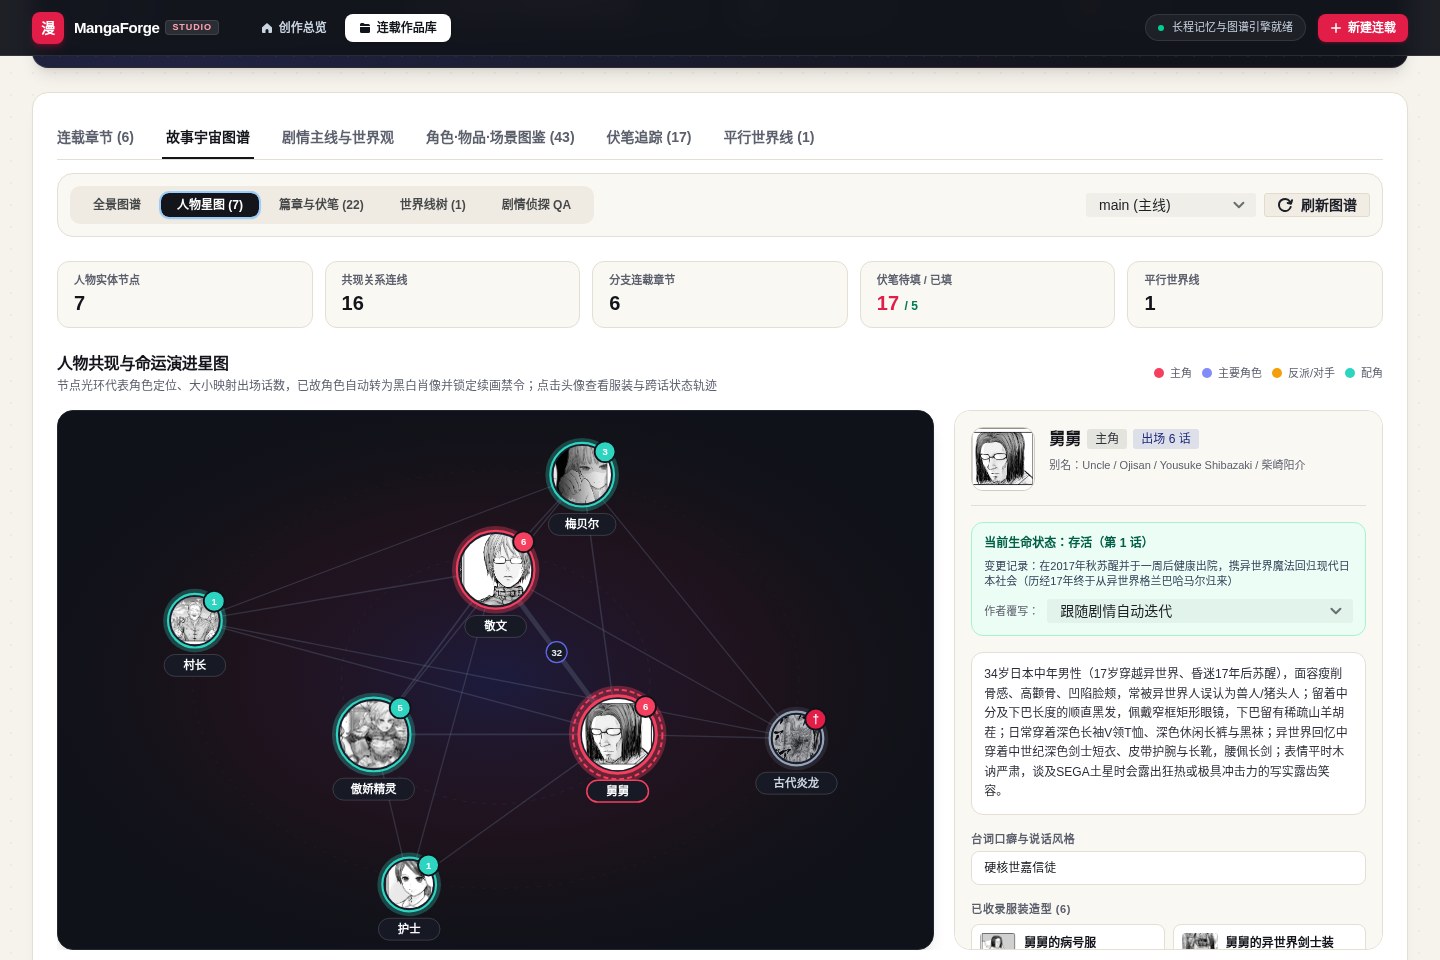 漫 MangaForge STUDIO 创作总览 连载作品库 长程记忆与图谱引擎就绪 新建连载
连载章节 (6) 故事宇宙图谱 剧情主线与世界观 角色·物品·场景图鉴 (43) 伏笔追踪 (17) 平行世界线 (1)
全景图谱 人物星图 (7) 篇章与伏笔 (22) 世界线树 (1) 剧情侦探 QA main (主线) 刷新图谱
人物实体节点 共现关系连线 分支连载章节 伏笔待填 / 已填 平行世界线
7 16 6 17 / 5 1
人物共现与命运演进星图
节点光环代表角色定位、大小映射出场话数，已故角色自动转为黑白肖像并锁定续画禁令；点击头像查看服装与跨话状态轨迹
主角 主要角色 反派/对手 配角
3
梅贝尔
6
敬文
1
村长
32
5
傲娇精灵
6
舅舅
†
古代炎龙
1
护士
舅舅 主角 出场 6 话
别名：Uncle / Ojisan / Yousuke Shibazaki / 柴崎阳介
当前生命状态：存活（第 1 话）
变更记录：在2017年秋苏醒并于一周后健康出院，携异世界魔法回归现代日
本社会（历经17年终于从异世界格兰巴哈马尔归来）
作者覆写： 跟随剧情自动迭代
34岁日本中年男性（17岁穿越异世界、昏迷17年后苏醒），面容瘦削
骨感、高颧骨、凹陷脸颊，常被异世界人误认为兽人/猪头人；留着中
分及下巴长度的顺直黑发，佩戴窄框矩形眼镜，下巴留有稀疏山羊胡
茬；日常穿着深色长袖V领T恤、深色休闲长裤与黑袜；异世界回忆中
穿着中世纪深色剑士短衣、皮带护腕与长靴，腰佩长剑；表情平时木
讷严肃，谈及SEGA土星时会露出狂热或极具冲击力的写实露齿笑
容。
台词口癖与说话风格
硬核世嘉信徒
已收录服装造型 (6)
舅舅的病号服 舅舅的异世界剑士装